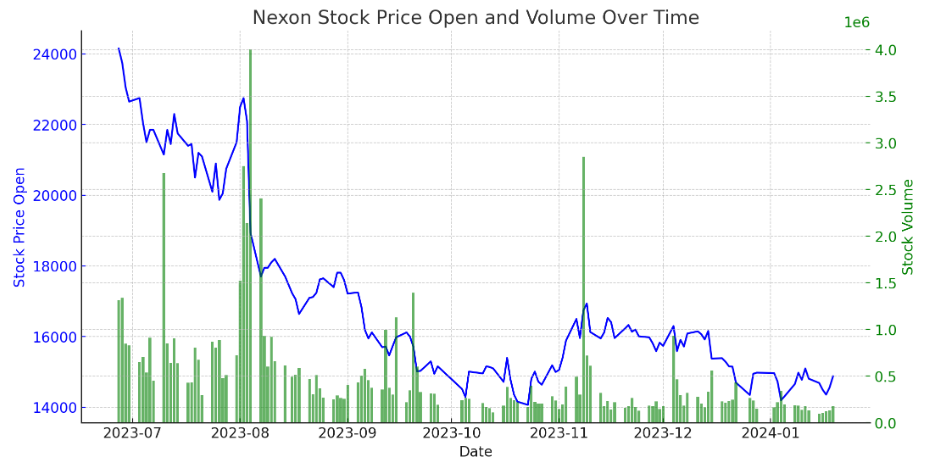 Nexon Stock Price Open and Volume Over Time
1e6
24000
22000
20000
18000
16000
14000
Stock Price Open
4.0
3.5
3.0
2.5
2.0
1.5
1.0
0.5
0.0
Stock Volume
2023-07 2023-08 2023-09 2023-10 2023-11 2023-12 2024-01
Date